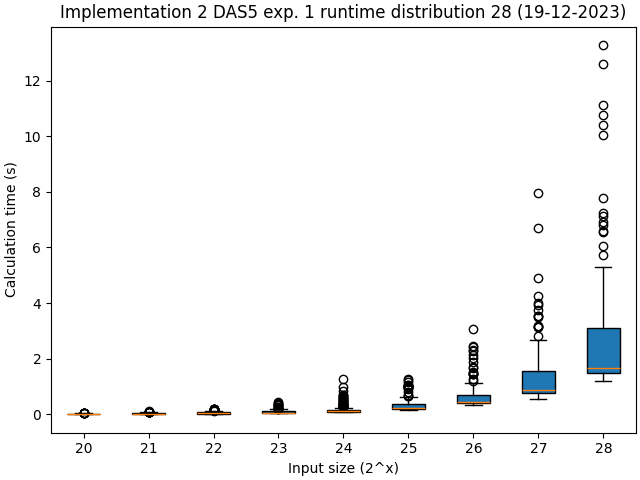 Implementation 2 DAS5 exp. 1 runtime distribution 28 (19-12-2023)
Calculation time (s)
12
10
8
6
4
2
0
20 21 22 23 24 25 26 27 28
Input size (2^x)